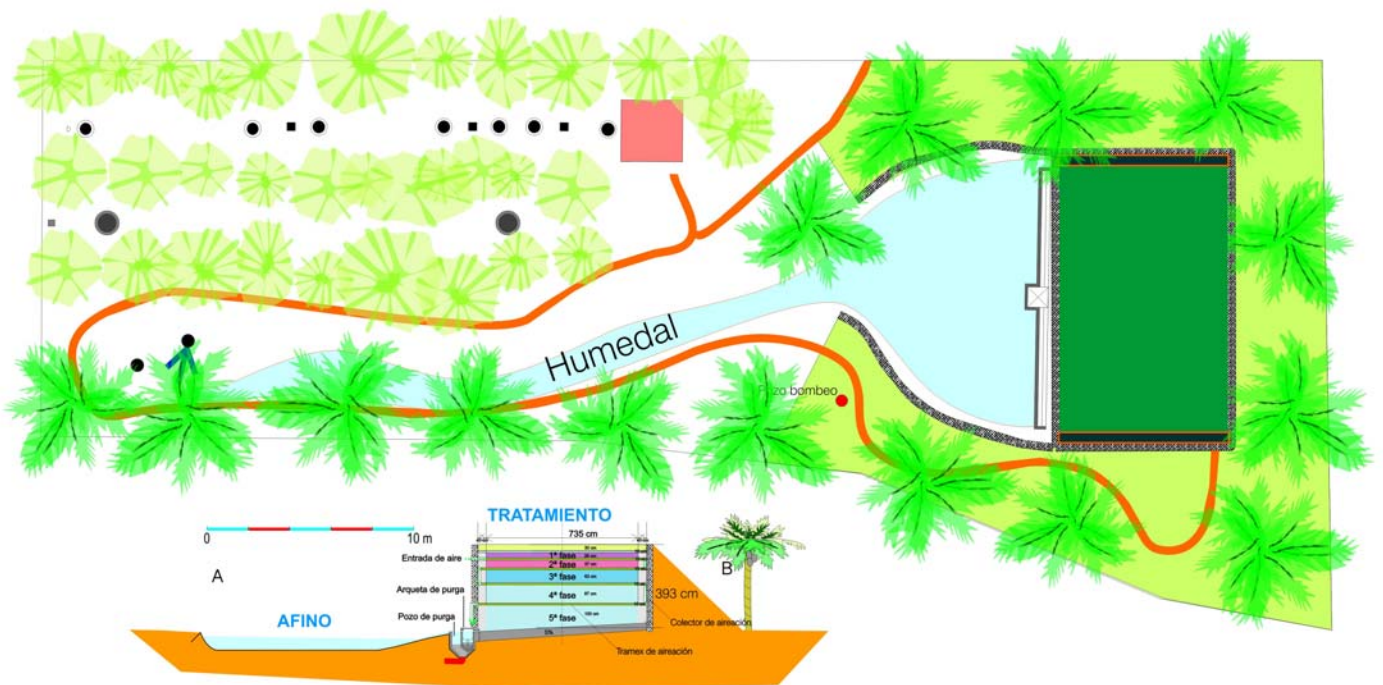 Humedal
Pozo bombeo
TRATAMIENTO
0
10 m
735 cm
Entrada de aire
1ª fase
2ª fase
A
B
3ª fase
Arqueta de purga
4ª fase
393 cm
Pozo de purga
AFINO
5ª fase
Colector de aireación
5%
Tramex de aireación